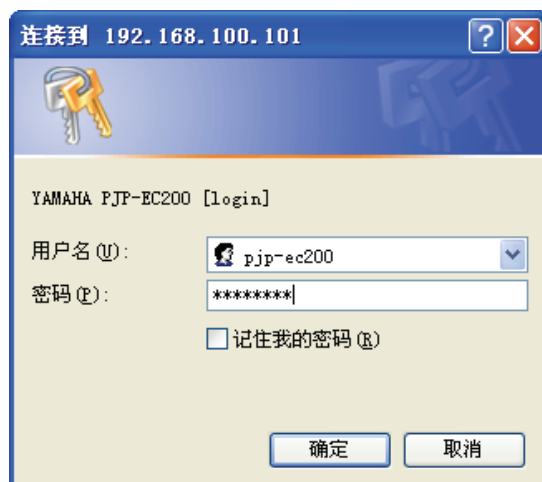 连接到 192.168.100.101
YAMAHA PJP-EC200 [login]
用户名(U):
pjp-ec200
密码(P):
********
记住我的密码(R)
确定
取消